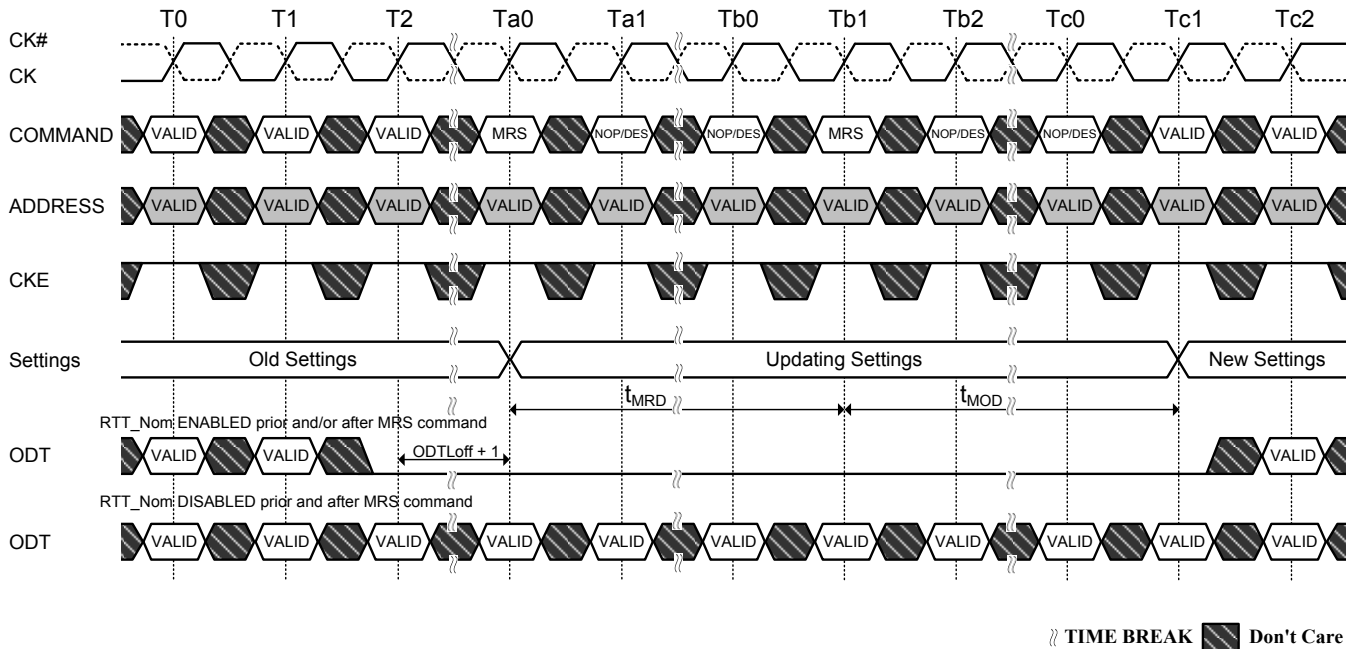 T0 T1 T2 Ta0 Ta1 Tb0 Tb1 Tb2 Tc0 Tc1 Tc2
CK#
CK
COMMAND VALID VALID VALID MRS NOP/DES NOP/DES MRS NOP/DES NOP/DES VALID VALID
ADDRESS VALID VALID VALID VALID VALID VALID VALID VALID VALID VALID VALID
CKE
Settings Old Settings Updating Settings New Settings
tMRD tMOD
RTT_Nom ENABLED prior and/or after MRS command
ODT VALID VALID ODTLoff + 1 VALID
RTT_Nom DISABLED prior and after MRS command
ODT VALID VALID VALID VALID VALID VALID VALID VALID VALID VALID VALID
TIME BREAK Don't Care